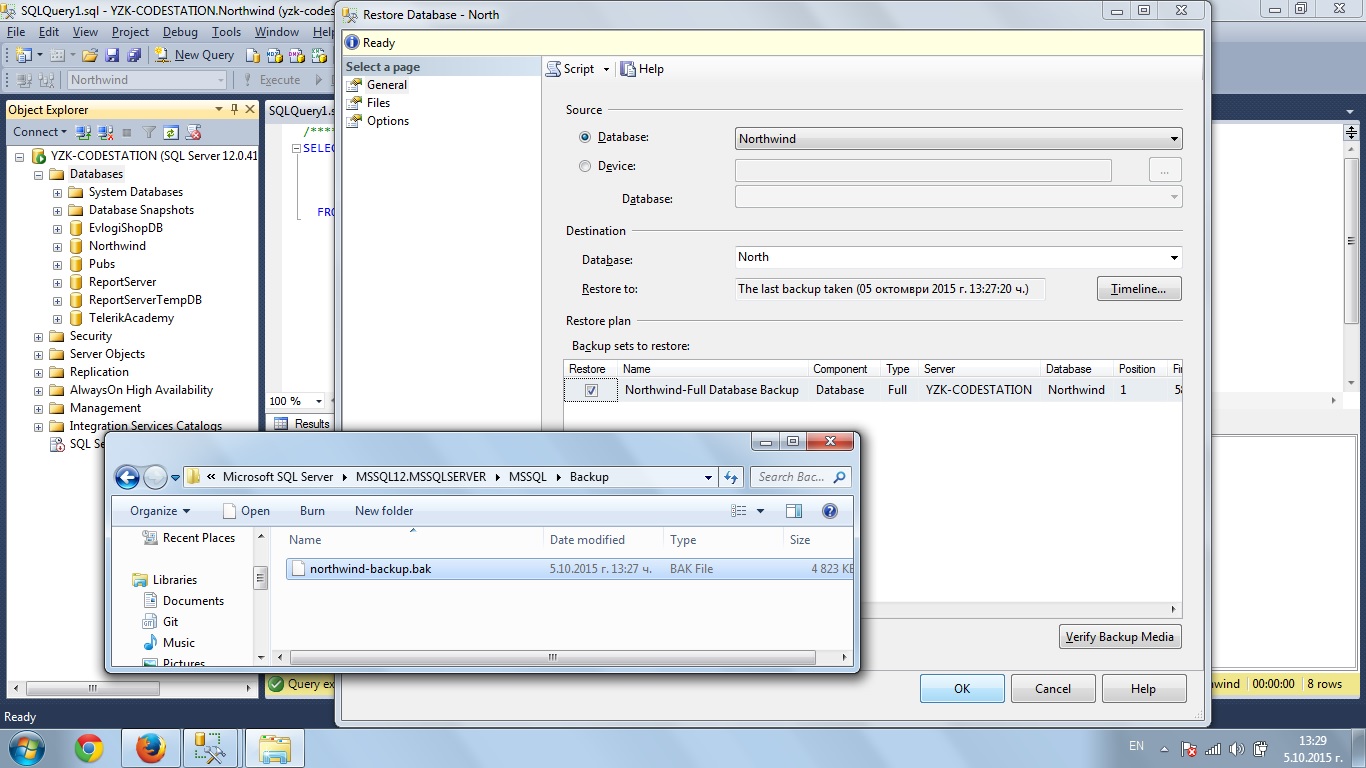 SQLQuery1.sql - YZK-CODESTATION.Northwind (yzk-codes
File Edit View Project Debug Tools Window Help
New Query
Northwind
Execute
Object Explorer
Connect
YZK-CODESTATION (SQL Server 12.0.41
Databases
System Databases
Database Snapshots
EvlogiShopDB
Northwind
Pubs
ReportServer
ReportServerTempDB
TelerikAcademy
Security
Server Objects
Replication
AlwaysOn High Availability
Management
Integration Services Catalogs
SQL Se
SQLQuery1.s
/****
SELEC
FRO
100 %
Results
Query ex
Restore Database - North
Ready
Select a page
General
Files
Options
Script Help
Source
Database: Northwind
Device: ...
Database:
Destination
Database: North
Restore to: The last backup taken (05 октомври 2015 г. 13:27:20 ч.) Timeline...
Restore plan
Backup sets to restore:
Restore Name Component Type Server Database Position Fi
Northwind-Full Database Backup Database Full YZK-CODESTATION Northwind 1 58
Verify Backup Media
OK Cancel Help
« Microsoft SQL Server MSSQL12.MSSQLSERVER MSSQL Backup
Search Bac...
Organize Open Burn New folder
Recent Places
Libraries
Documents
Git
Music
Pictures
Name Date modified Type Size
northwind-backup.bak 5.10.2015 г. 13:27 ч. BAK File 4 823 KB
nwind 00:00:00 8 rows
Ready
EN
13:29
5.10.2015 г.